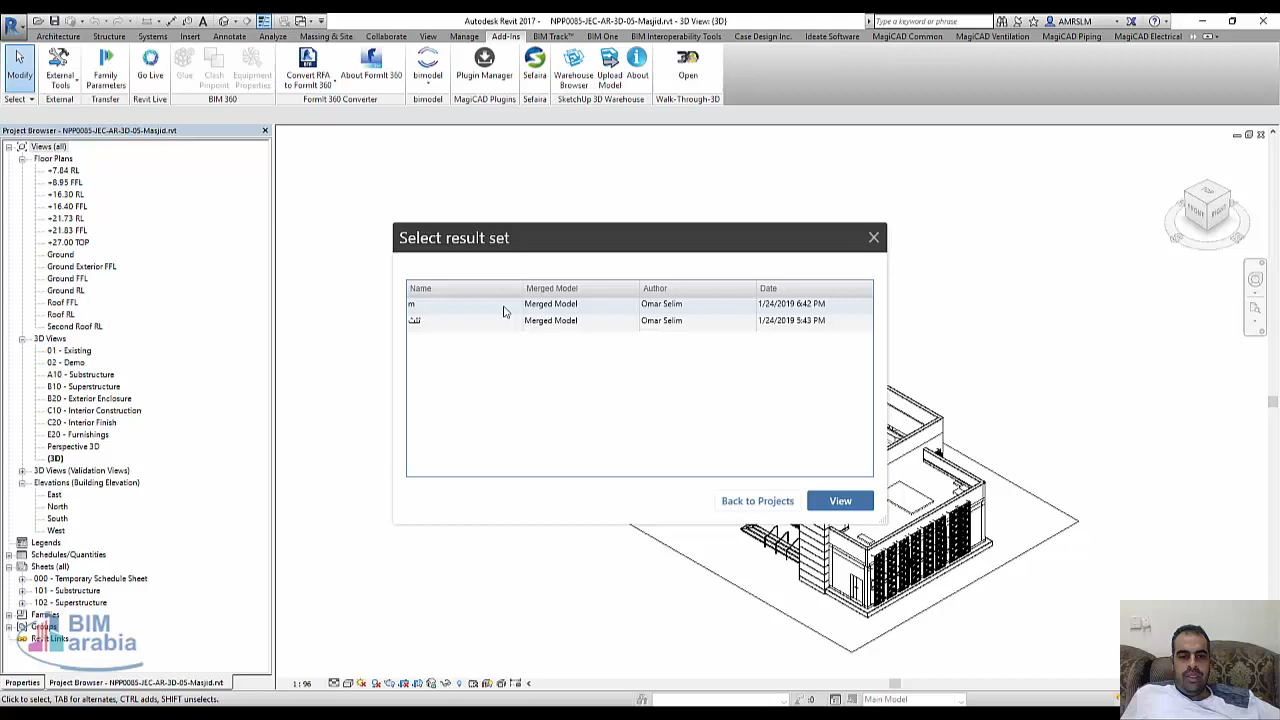 Autodesk Revit 2017 - NPP0085-JEC-AR-3D-05-Masjid.rvt - 3D View: {3D}
Type a keyword or phrase
AMRSLM
Architecture Structure Systems Insert Annotate Analyze Massing & Site Collaborate View Manage Add-Ins BIM Track™ BIM One BIM Interoperability Tools Case Design Inc. Ideate Software MagiCAD Common MagiCAD Ventilation MagiCAD Piping MagiCAD Electrical
Modify
External Tools
Family Parameters
Go Live
Glue
Clash Pinpoint
Equipment Properties
Convert RFA to FormIt 360
About FormIt 360
bimodel
Plugin Manager
Sefaira
Warehouse Browser
Upload Model
About
Open
Select External Transfer Revit Live BIM 360 FormIt 360 Converter bimodel MagiCAD Plugins Sefaira SketchUp 3D Warehouse Walk-Through-3D
Project Browser - NPP0085-JEC-AR-3D-05-Masjid.rvt
Views (all)
Floor Plans
+7.84 RL
+8.95 FFL
+16.30 RL
+16.40 FFL
+21.73 RL
+21.83 FFL
+27.00 TOP
Ground
Ground Exterior FFL
Ground FFL
Ground RL
Roof FFL
Roof RL
Second Roof RL
3D Views
01 - Existing
02 - Demo
A10 - Substructure
B10 - Superstructure
B20 - Exterior Enclosure
C10 - Interior Construction
C20 - Interior Finish
E20 - Furnishings
Perspective 3D
{3D}
3D Views (Validation Views)
Elevations (Building Elevation)
East
North
South
West
Legends
Schedules/Quantities
Sheets (all)
000 - Temporary Schedule Sheet
101 - Substructure
102 - Superstructure
Families
Groups
Revit Links
BIM
arabia
Select result set
Name Merged Model Author Date
m Merged Model Omar Selim 1/24/2019 6:42 PM
ثلث Merged Model Omar Selim 1/24/2019 5:43 PM
Back to Projects View
TOP
FRONT
RIGHT
Properties Project Browser - NPP0085-JEC-AR-3D-05-Masjid.rvt
1 : 96
Click to select, TAB for alternates, CTRL adds, SHIFT unselects.
:0
Main Model